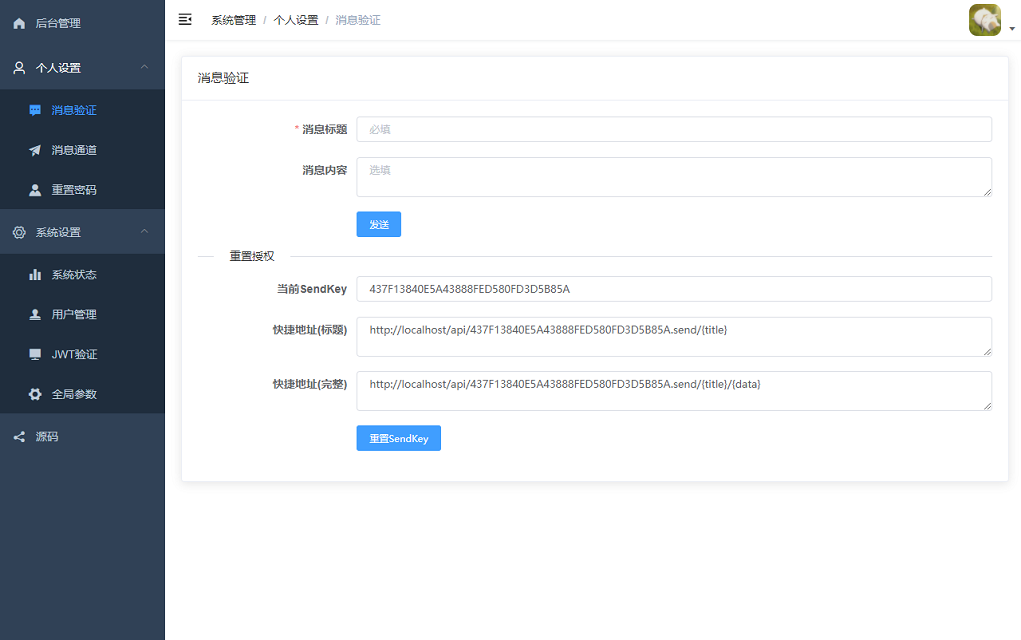 后台管理
个人设置
消息验证
消息通道
重置密码
系统设置
系统状态
用户管理
JWT验证
全局参数
源码
系统管理 / 个人设置 / 消息验证
消息验证
* 消息标题 必填
消息内容 选填
发送
重置授权
当前SendKey 437F13840E5A43888FED580FD3D5B85A
快捷地址(标题) http://localhost/api/437F13840E5A43888FED580FD3D5B85A.send/{title}
快捷地址(完整) http://localhost/api/437F13840E5A43888FED580FD3D5B85A.send/{title}/{data}
重置SendKey